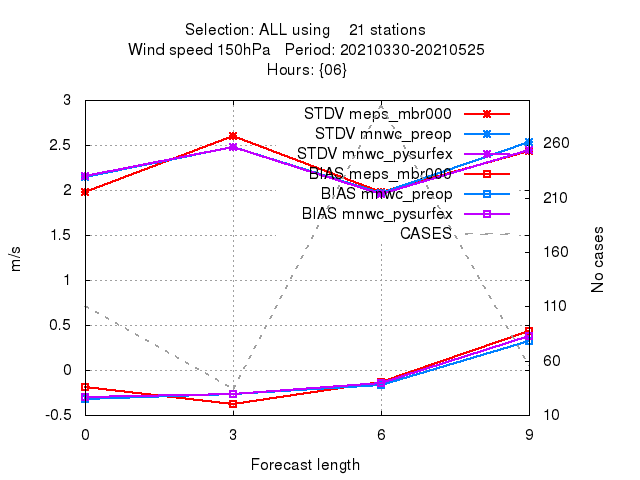 Selection: ALL using 21 stations
Wind speed 150hPa Period: 20210330-20210525
Hours: {06}
STDV meps_mbr000
STDV mnwc_preop
STDV mnwc_pysurfex
BIAS meps_mbr000
BIAS mnwc_preop
BIAS mnwc_pysurfex
CASES
3
2.5
2
1.5
1
0.5
0
-0.5
m/s
260
210
160
110
60
10
No cases
0 3 6 9
Forecast length